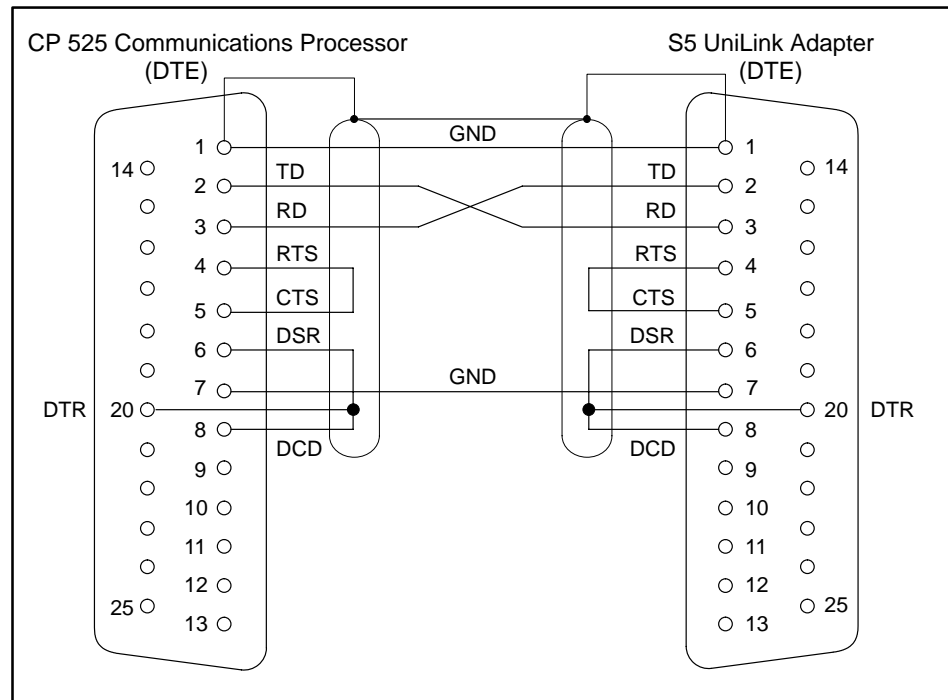 CP 525 Communications Processor
(DTE)
S5 UniLink Adapter
(DTE)
GND
1
1
14
14
TD
TD
2
2
RD
RD
3
3
RTS
RTS
4
4
CTS
CTS
5
5
DSR
DSR
6
6
GND
7
7
DTR
20
20
DTR
8
8
DCD
DCD
9
9
10
10
11
11
12
12
25
25
13
13